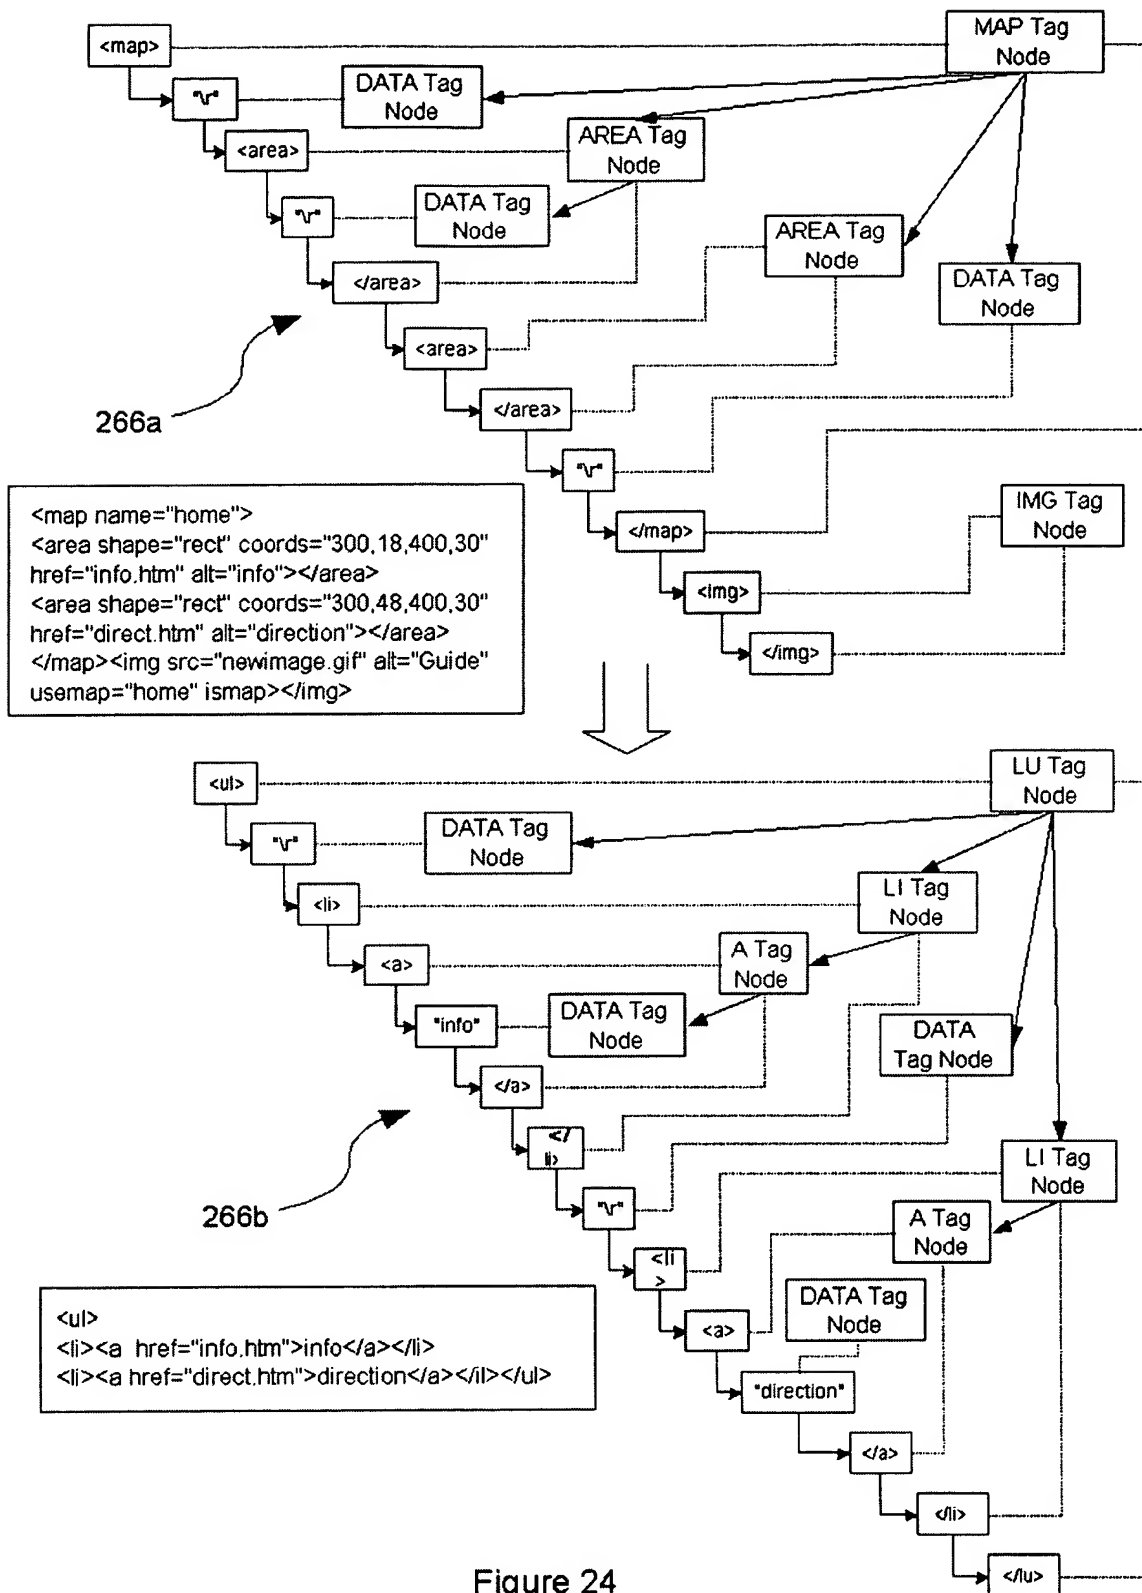 <map>
MAP Tag
Node
"\r"
DATA Tag
Node
<area>
AREA Tag
Node
"\r"
DATA Tag
Node
AREA Tag
Node
</area>
DATA Tag
Node
<area>
266a
</area>
"\r"
<map name="home">
<area shape="rect" coords="300,18,400,30"
href="info.htm" alt="info"></area>
<area shape="rect" coords="300,48,400,30"
href="direct.htm" alt="direction"></area>
</map><img src="newimage.gif" alt="Guide"
usemap="home" ismap></img>
</map>
IMG Tag
Node
<img>
</img>
<ul>
LU Tag
Node
"\r"
DATA Tag
Node
<li>
LI Tag
Node
<a>
A Tag
Node
"info"
DATA Tag
Node
DATA
Tag Node
</a>
</
li>
LI Tag
Node
"\r"
266b
A Tag
Node
<li
>
<ul>
<li><a href="info.htm">info</a></li>
<li><a href="direct.htm">direction</a></il></ul>
DATA Tag
Node
<a>
"direction"
</a>
</li>
</lu>
Figure 24